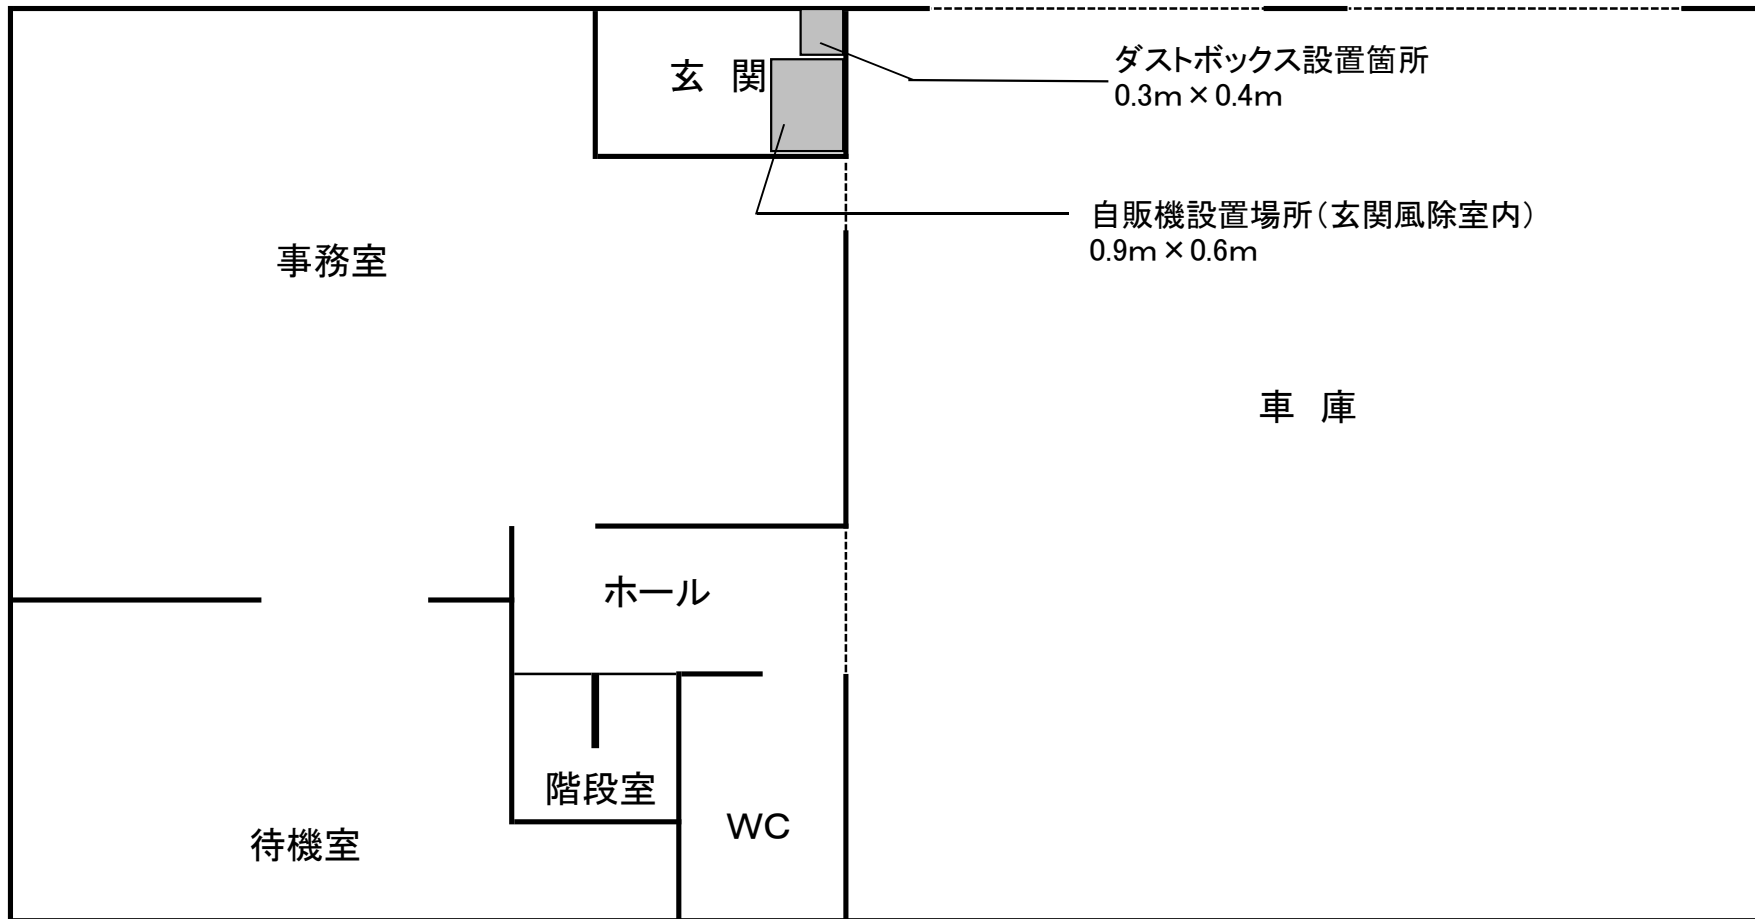 玄　関
ダストボックス設置箇所
0.3m×0.4m
自販機設置場所（玄関風除室内）
0.9m×0.6m
事務室
車　庫
ホール
階段室
WC
待機室